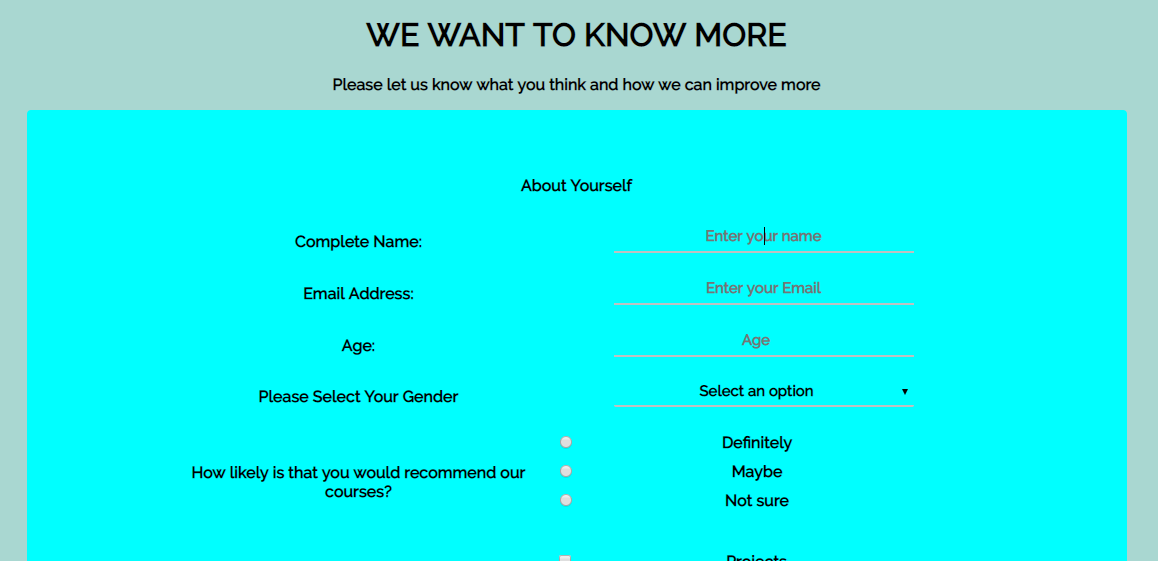 WE WANT TO KNOW MORE
Please let us know what you think and how we can improve more
About Yourself
Complete Name:
Enter your name
Email Address:
Enter your Email
Age:
Age
Please Select Your Gender
Select an option
How likely is that you would recommend our
courses?
Definitely
Maybe
Not sure
Projects